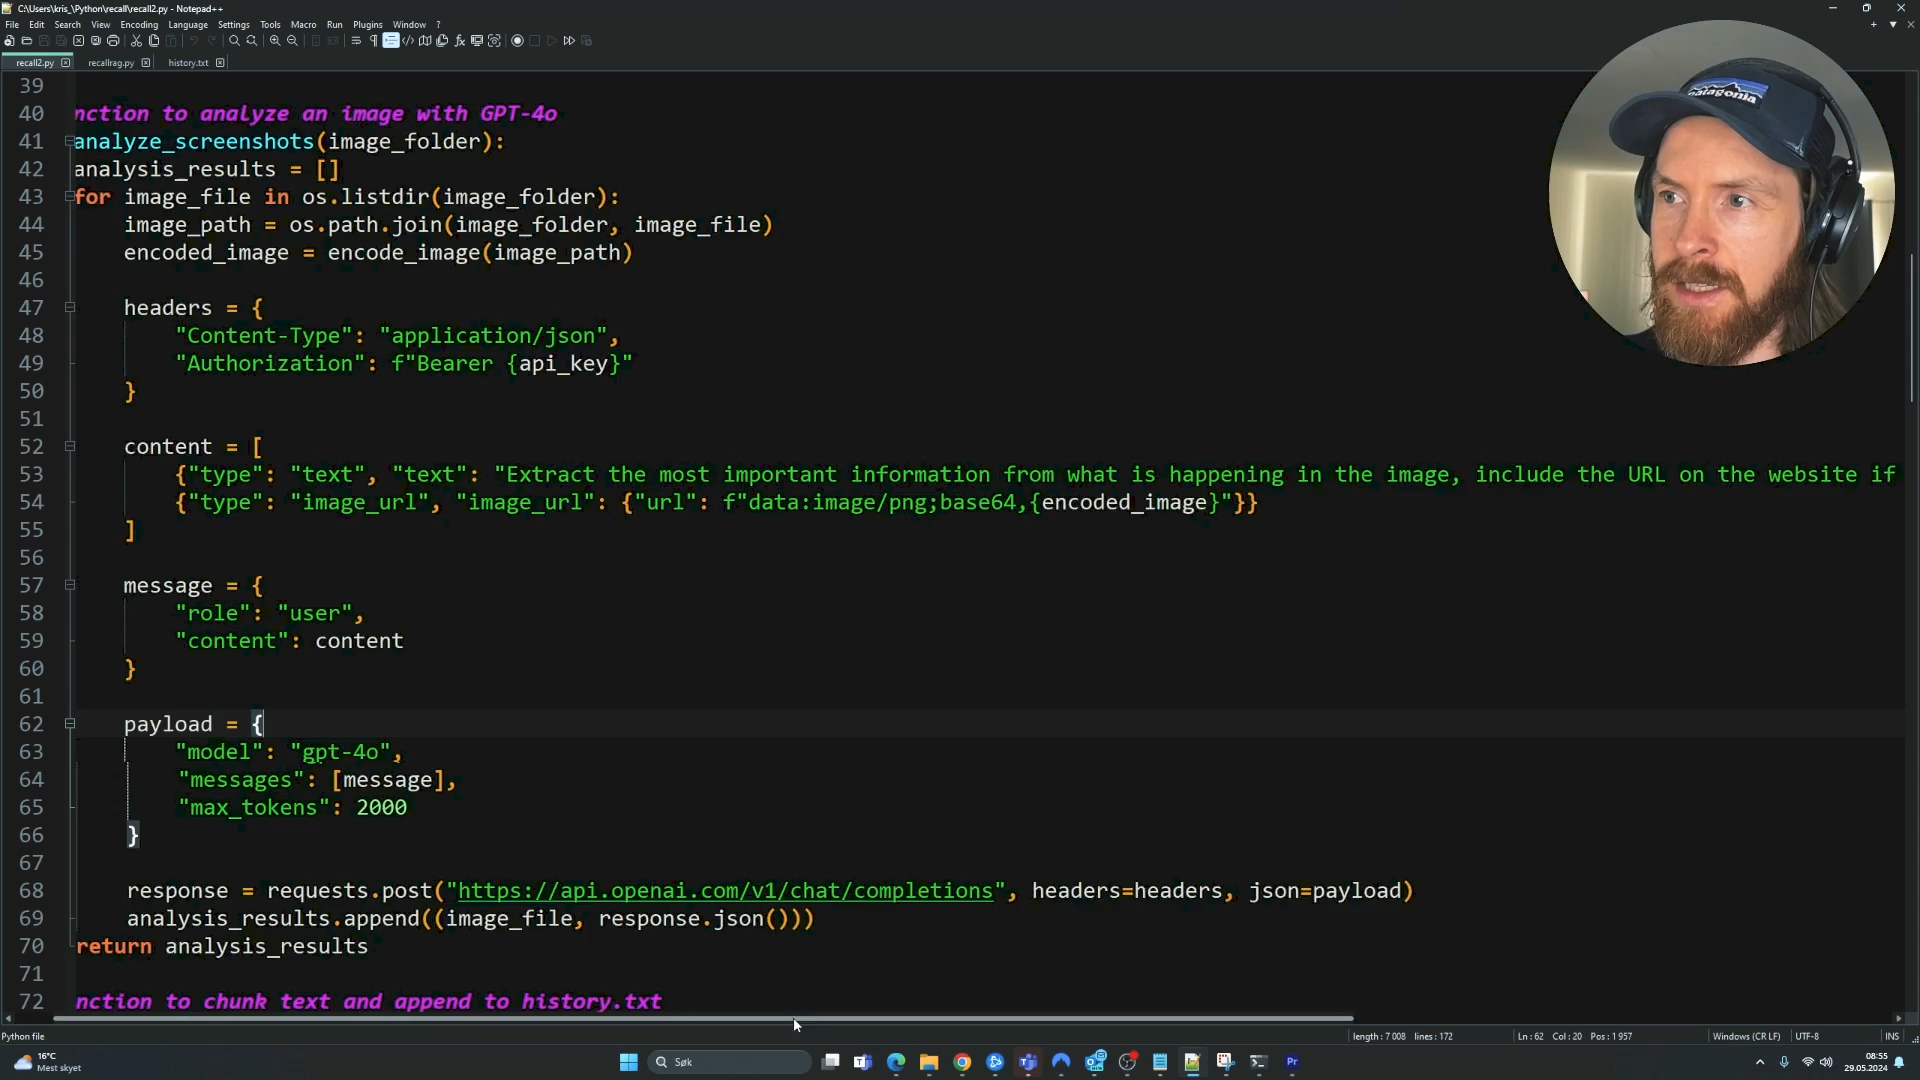 C:\Users\kris_\Python\recall\recall2.py - Notepad++
File Edit Search View Encoding Language Settings Tools Macro Run Plugins Window ?
recall2.py recallrag.py history.txt
patagonia
39
40 nction to analyze an image with GPT-4o
41 analyze_screenshots(image_folder):
42 analysis_results = []
43 for image_file in os.listdir(image_folder):
44 image_path = os.path.join(image_folder, image_file)
45 encoded_image = encode_image(image_path)
46
47 headers = {
48 "Content-Type": "application/json",
49 "Authorization": f"Bearer {api_key}"
50 }
51
52 content = [
53 {"type": "text", "text": "Extract the most important information from what is happening in the image, include the URL on the website if
54 {"type": "image_url", "image_url": {"url": f"data:image/png;base64,{encoded_image}"}}
55 ]
56
57 message = {
58 "role": "user",
59 "content": content
60 }
61
62 payload = {
63 "model": "gpt-4o",
64 "messages": [message],
65 "max_tokens": 2000
66 }
67
68 response = requests.post("https://api.openai.com/v1/chat/completions", headers=headers, json=payload)
69 analysis_results.append((image_file, response.json()))
70 return analysis_results
71
72 nction to chunk text and append to history.txt
Python file length : 7 008 lines : 172 Ln : 62 Col : 20 Pos : 1 957 Windows (CR LF) UTF-8 INS
16°C
Mest skyet
Søk
08:55
29.05.2024